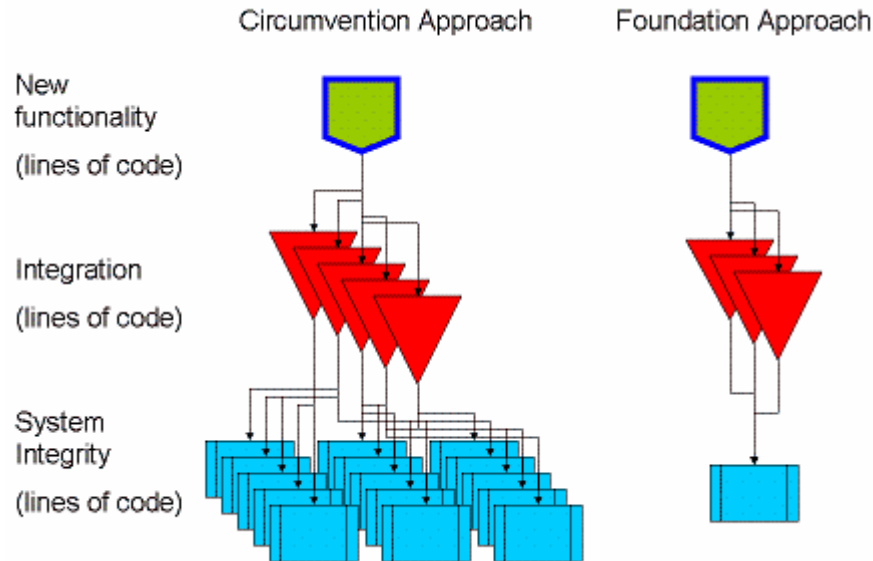 Circumvention Approach
Foundation Approach
New
functionality
(lines of code)
Integration
(lines of code)
System
Integrity
(lines of code)